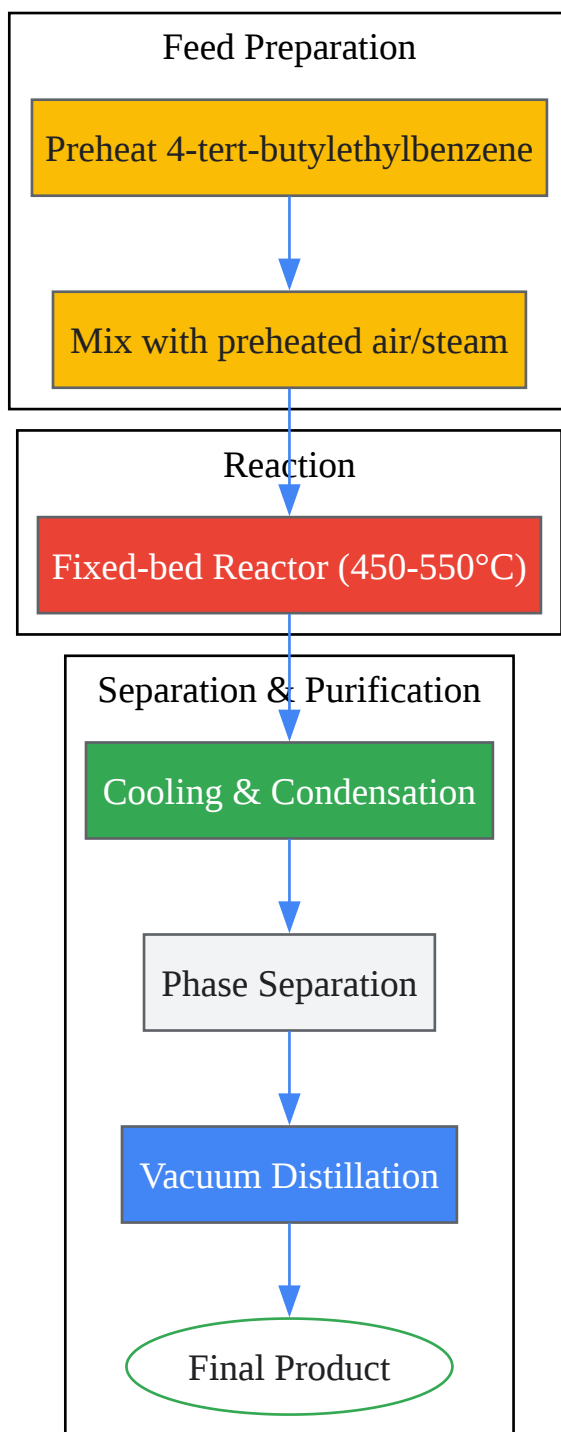 Feed Preparation
Preheat 4-tert-butylethylbenzene
Mix with preheated air/steam
Reaction
Fixed-bed Reactor (450-550°C)
Separation & Purification
Cooling & Condensation
Phase Separation
Vacuum Distillation
Final Product